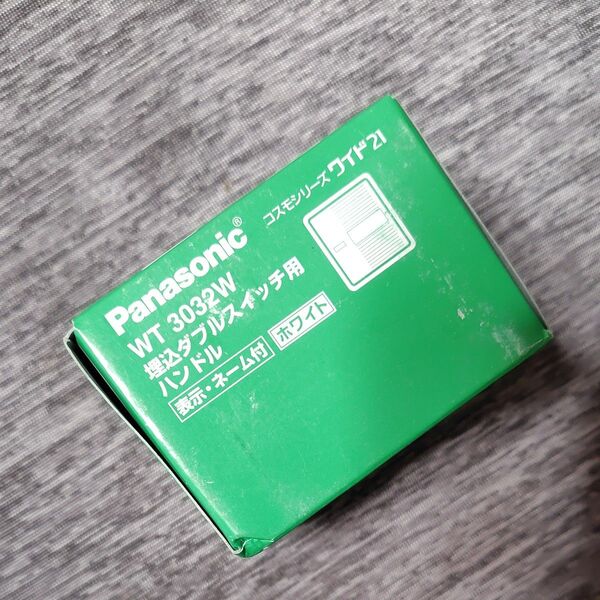 コスモシリーズ ワイド21
Panasonic®
WT 3032W
埋込ダブルスイッチ用
ハンドル
表示・ネーム付 ホワイト